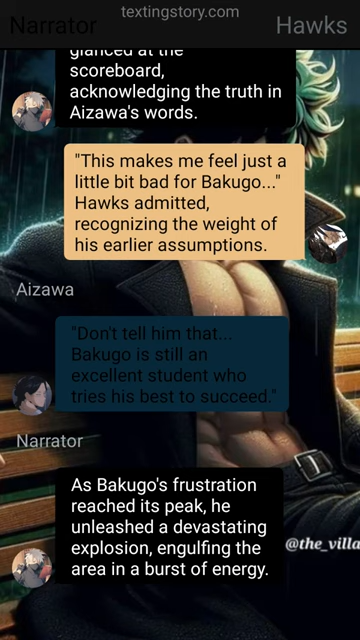 textingstory.com
Narrator
Hawks
glanced at the
scoreboard,
acknowledging the truth in
Aizawa's words.
"This makes me feel just a
little bit bad for Bakugo..."
Hawks admitted,
recognizing the weight of
his earlier assumptions.
Aizawa
"Don't tell him that...
Bakugo is still an
excellent student who
tries his best to succeed."
Narrator
As Bakugo's frustration
reached its peak, he
unleashed a devastating
explosion, engulfing the
area in a burst of energy.
@the_villa